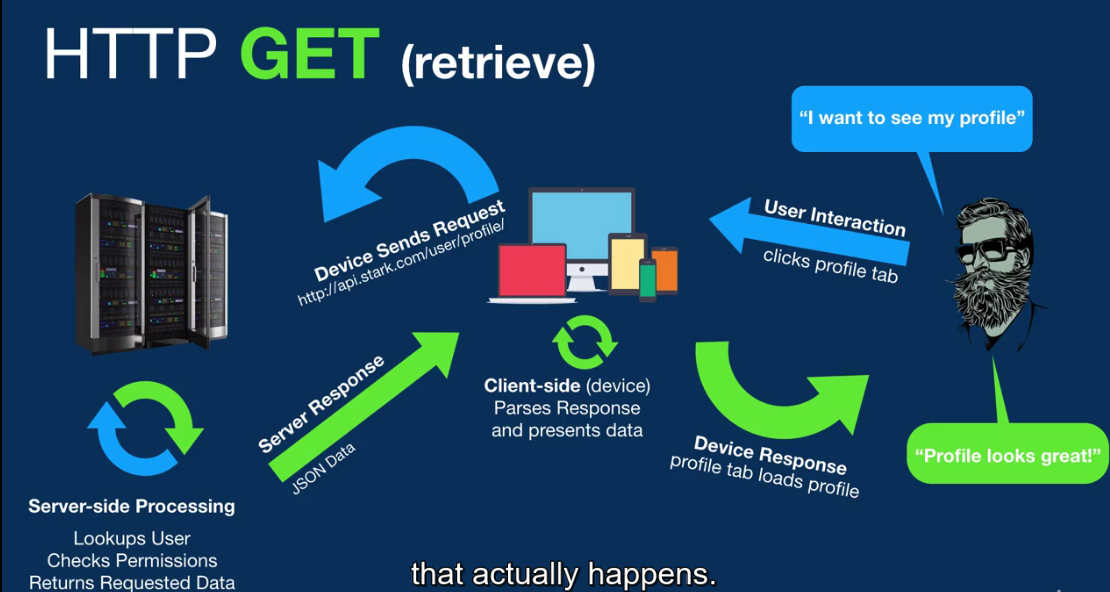 HTTP GET (retrieve)
“I want to see my profile”
User Interaction
clicks profile tab
Device Sends Request
http://api.stark.com/user/profile/
Server-side Processing
Lookups User
Checks Permissions
Returns Requested Data
Server Response
JSON Data
Client-side (device)
Parses Response
and presents data
Device Response
profile tab loads profile
“Profile looks great!”
that actually happens.